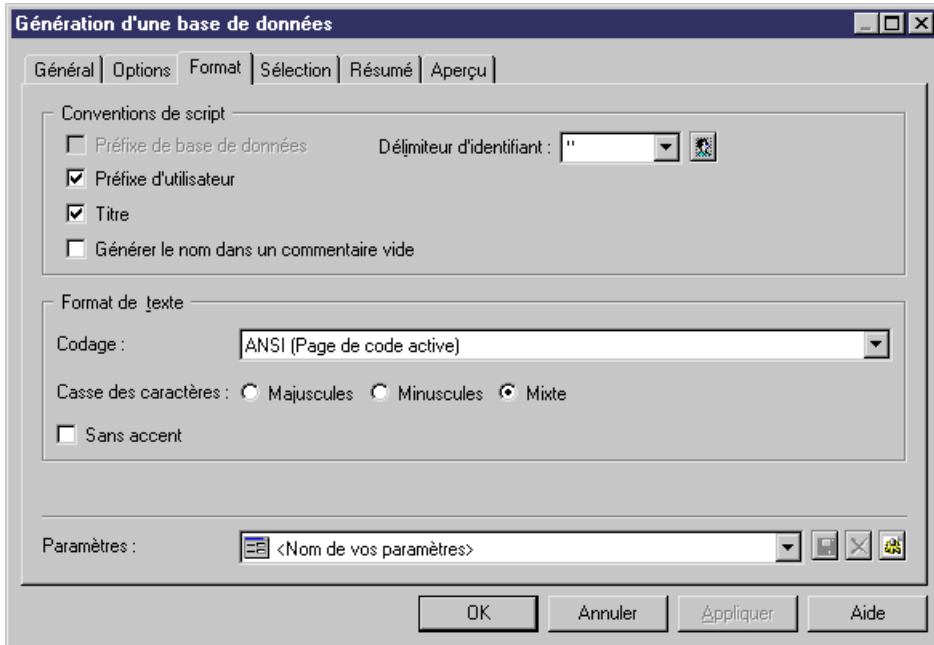 Génération d'une base de données
Général Options Format Sélection Résumé Aperçu
Conventions de script
Préfixe de base de données Délimiteur d'identifiant : "
Préfixe d'utilisateur
Titre
Générer le nom dans un commentaire vide
Format de texte
Codage : ANSI (Page de code active)
Casse des caractères : Majuscules Minuscules Mixte
Sans accent
Paramètres : <Nom de vos paramètres>
OK Annuler Appliquer Aide